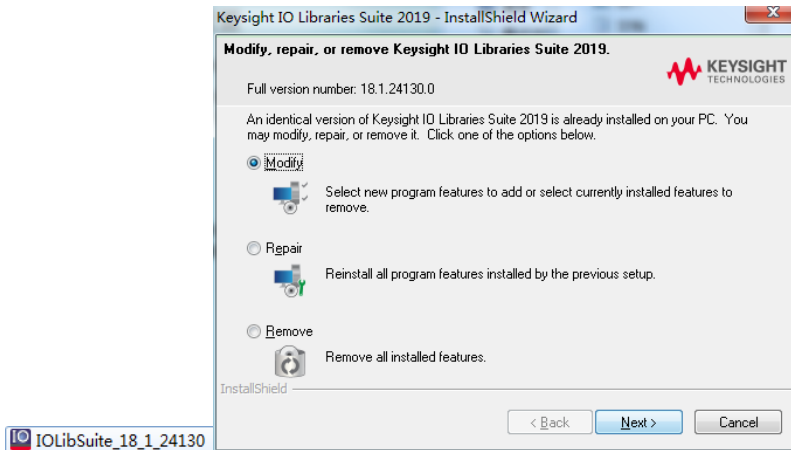 Keysight IO Libraries Suite 2019 - InstallShield Wizard
Modify, repair, or remove Keysight IO Libraries Suite 2019.
KEYSIGHT
TECHNOLOGIES
Full version number: 18.1.24130.0
An identical version of Keysight IO Libraries Suite 2019 is already installed on your PC. You
may modify, repair, or remove it. Click one of the options below.
Modify
Select new program features to add or select currently installed features to
remove.
Repair
Reinstall all program features installed by the previous setup.
Remove
Remove all installed features.
InstallShield
< Back
Next >
Cancel
IO
IOLibSuite_18_1_24130